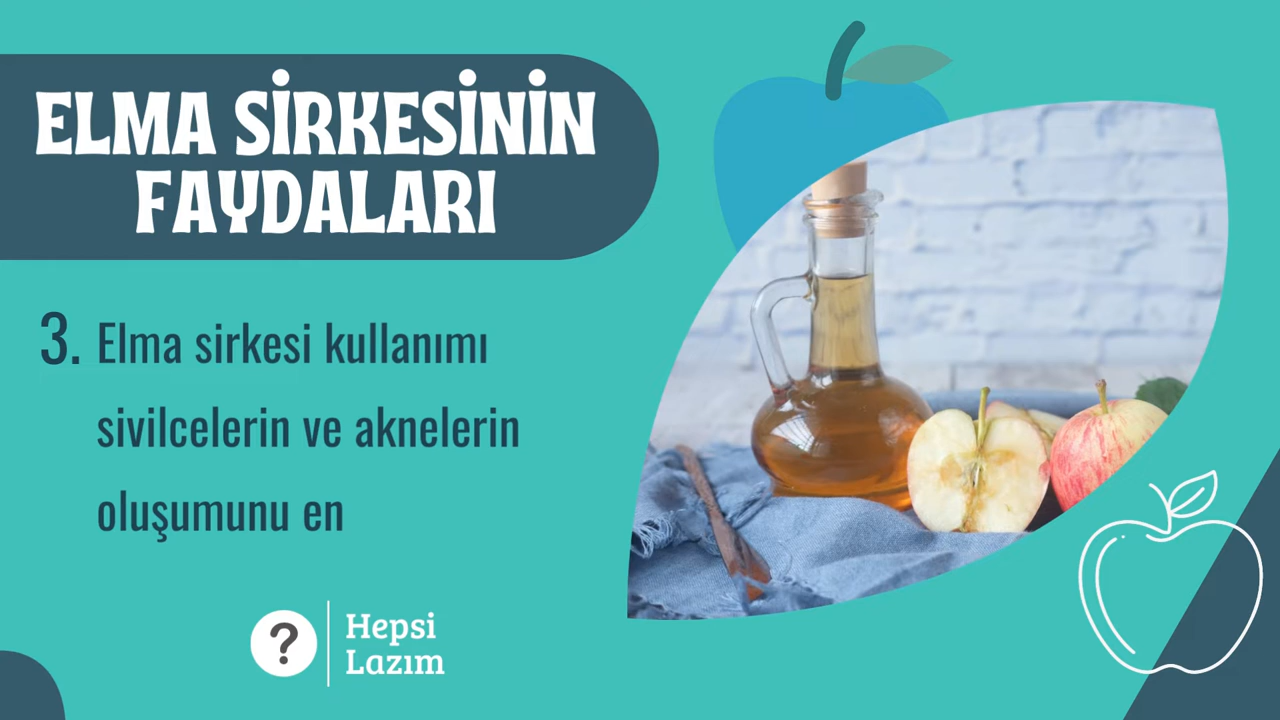 ELMA SİRKESİNİN
FAYDALARI
3. Elma sirkesi kullanımı
sivilcelerin ve aknelerin
oluşumunu en
?
Hepsi
Lazım